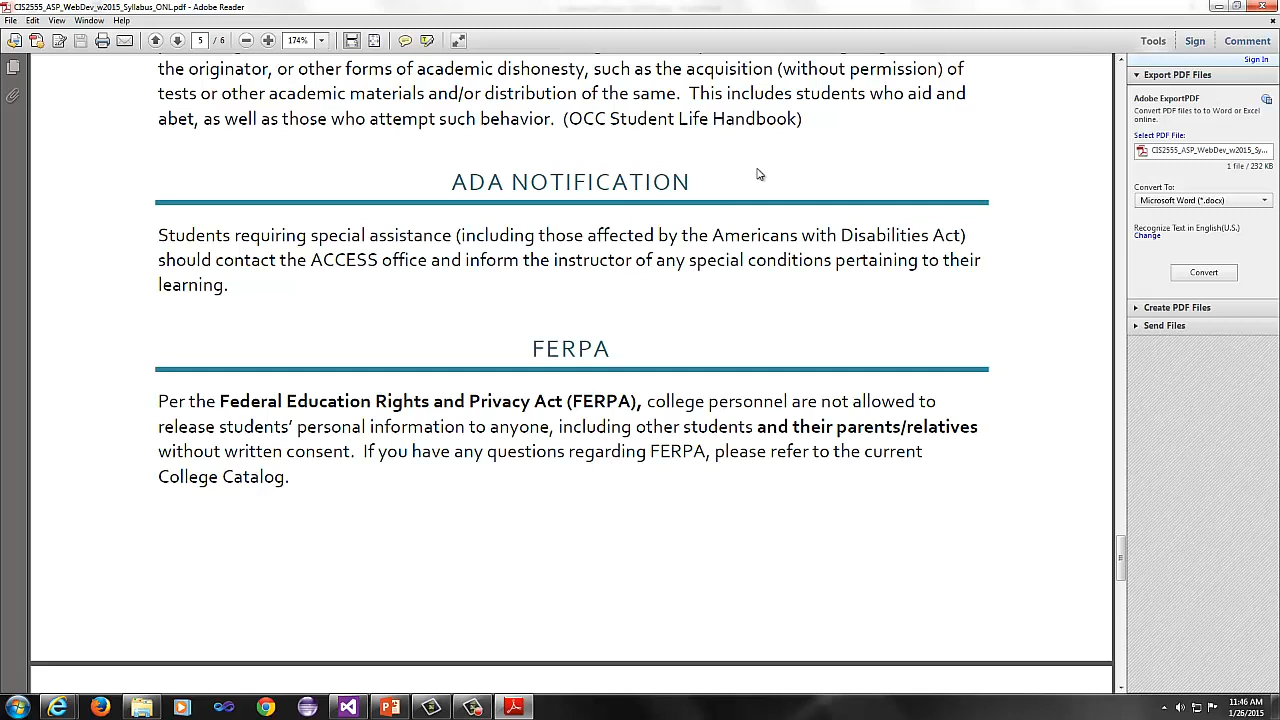 CIS2555_ASP_WebDev_w2015_Syllabus_ONL.pdf - Adobe Reader
File Edit View Window Help
5 / 6 174% Tools Sign Comment
Sign In
the originator, or other forms of academic dishonesty, such as the acquisition (without permission) of
tests or other academic materials and/or distribution of the same. This includes students who aid and
abet, as well as those who attempt such behavior. (OCC Student Life Handbook)
ADA NOTIFICATION
Students requiring special assistance (including those affected by the Americans with Disabilities Act)
should contact the ACCESS office and inform the instructor of any special conditions pertaining to their
learning.
FERPA
Per the Federal Education Rights and Privacy Act (FERPA), college personnel are not allowed to
release students’ personal information to anyone, including other students and their parents/relatives
without written consent. If you have any questions regarding FERPA, please refer to the current
College Catalog.
Export PDF Files
Adobe ExportPDF
Convert PDF files to to Word or Excel
online.
Select PDF File:
CIS2555_ASP_WebDev_w2015_Sy...
1 file / 232 KB
Convert To:
Microsoft Word (*.docx)
Recognize Text in English(U.S.)
Change
Convert
Create PDF Files
Send Files
11:46 AM
1/26/2015